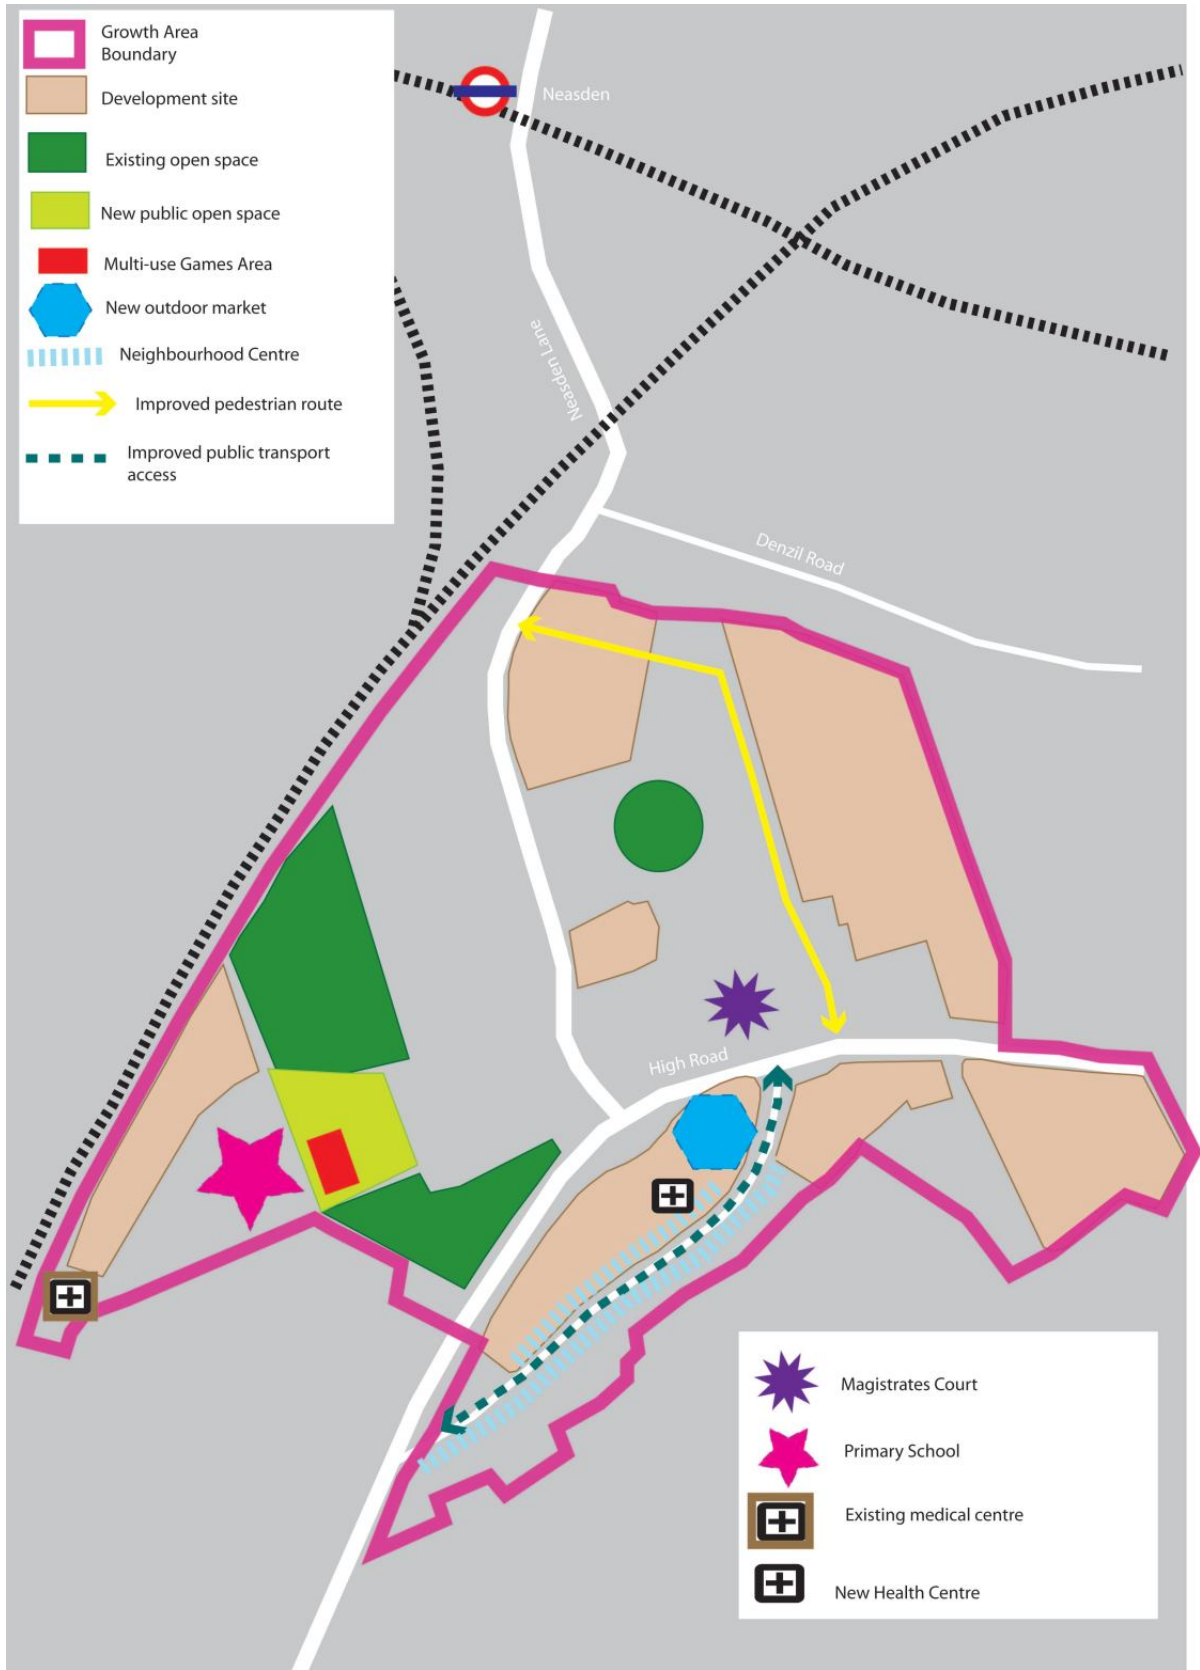 Growth Area
Boundary
Development site
Existing open space
New public open space
Multi-use Games Area
New outdoor market
Neighbourhood Centre
Improved pedestrian route
Improved public transport
access
Neasden
Neasden Lane
Denzil Road
High Road
Magistrates Court
Primary School
Existing medical centre
New Health Centre